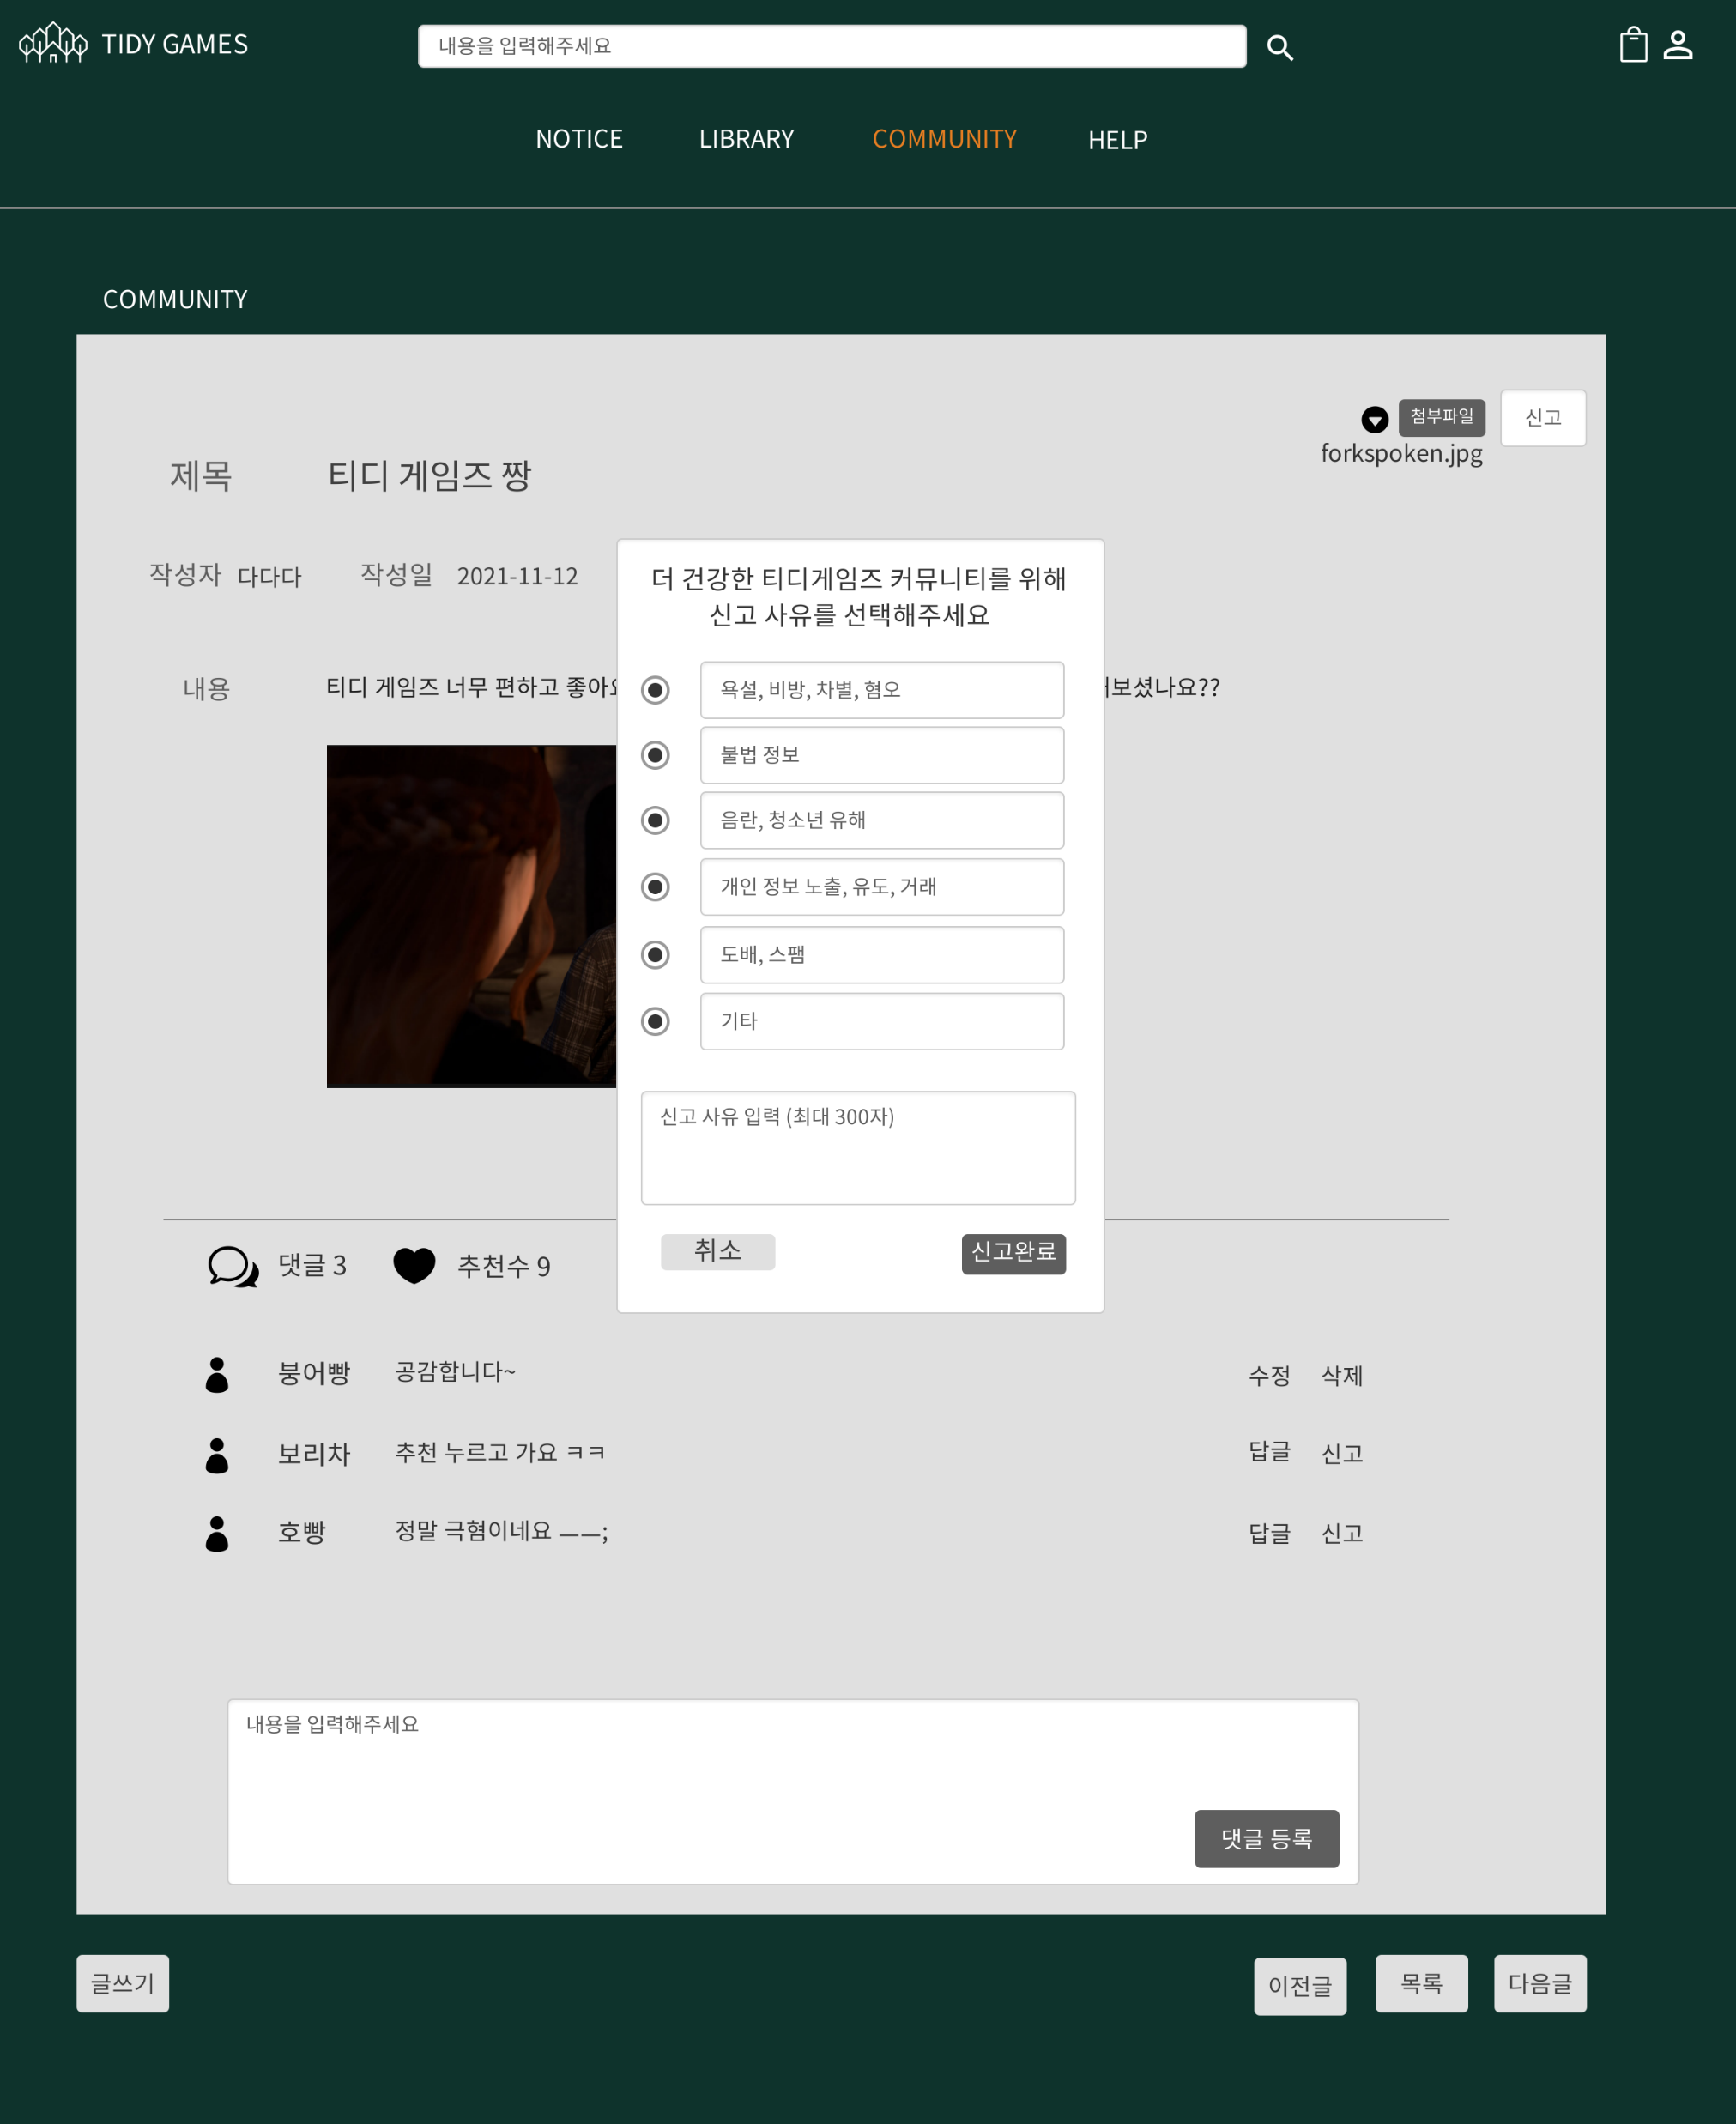 TIDY GAMES
내용을 입력해주세요
NOTICE LIBRARY COMMUNITY HELP
COMMUNITY
첨부파일 신고
forkspoken.jpg
제목 티디 게임즈 짱
작성자 다다다 작성일 2021-11-12
더 건강한 티디게임즈 커뮤니티를 위해
신고 사유를 선택해주세요
내용 티디 게임즈 너무 편하고 보셨나요??
욕설, 비방, 차별, 혐오
불법 정보
음란, 청소년 유해
개인 정보 노출, 유도, 거래
도배, 스팸
기타
신고 사유 입력 (최대 300자)
취소 신고완료
댓글 3 추천수 9
붕어빵 공감합니다~ 수정 삭제
보리차 추천 누르고 가요 ㅋㅋ 답글 신고
호빵 정말 극혐이네요 ㅡㅡ; 답글 신고
내용을 입력해주세요
댓글 등록
글쓰기 이전글 목록 다음글